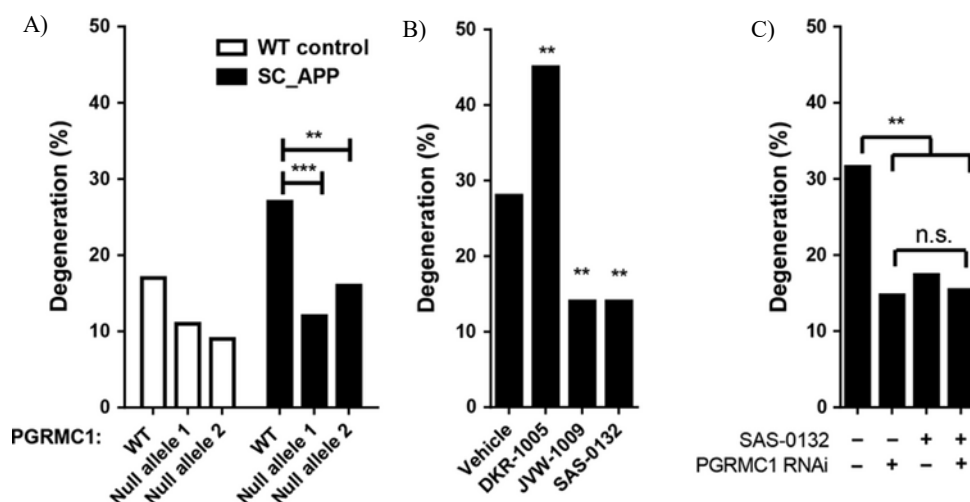 A)
50
40
30
20
10
0
Degeneration (%)
WT control
SC_APP
**
***
PGRMC1:
WT
Null allele 1
Null allele 2
WT
Null allele 1
Null allele 2
B)
50
40
30
20
10
0
Degeneration (%)
**
**
**
Vehicle
DKR-1005
JVW-1009
SAS-0132
C)
50
40
30
20
10
0
Degeneration (%)
**
n.s.
SAS-0132 – – + +
PGRMC1 RNAi – + – +